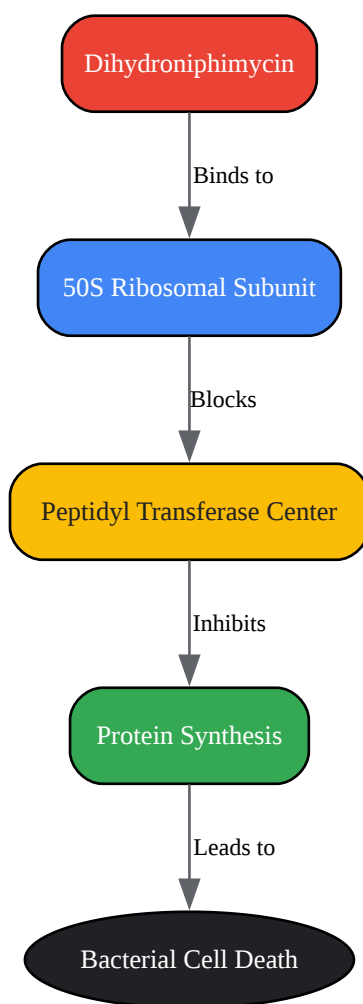 Dihydroniphimycin
Binds to
50S Ribosomal Subunit
Blocks
Peptidyl Transferase Center
Inhibits
Protein Synthesis
Leads to
Bacterial Cell Death